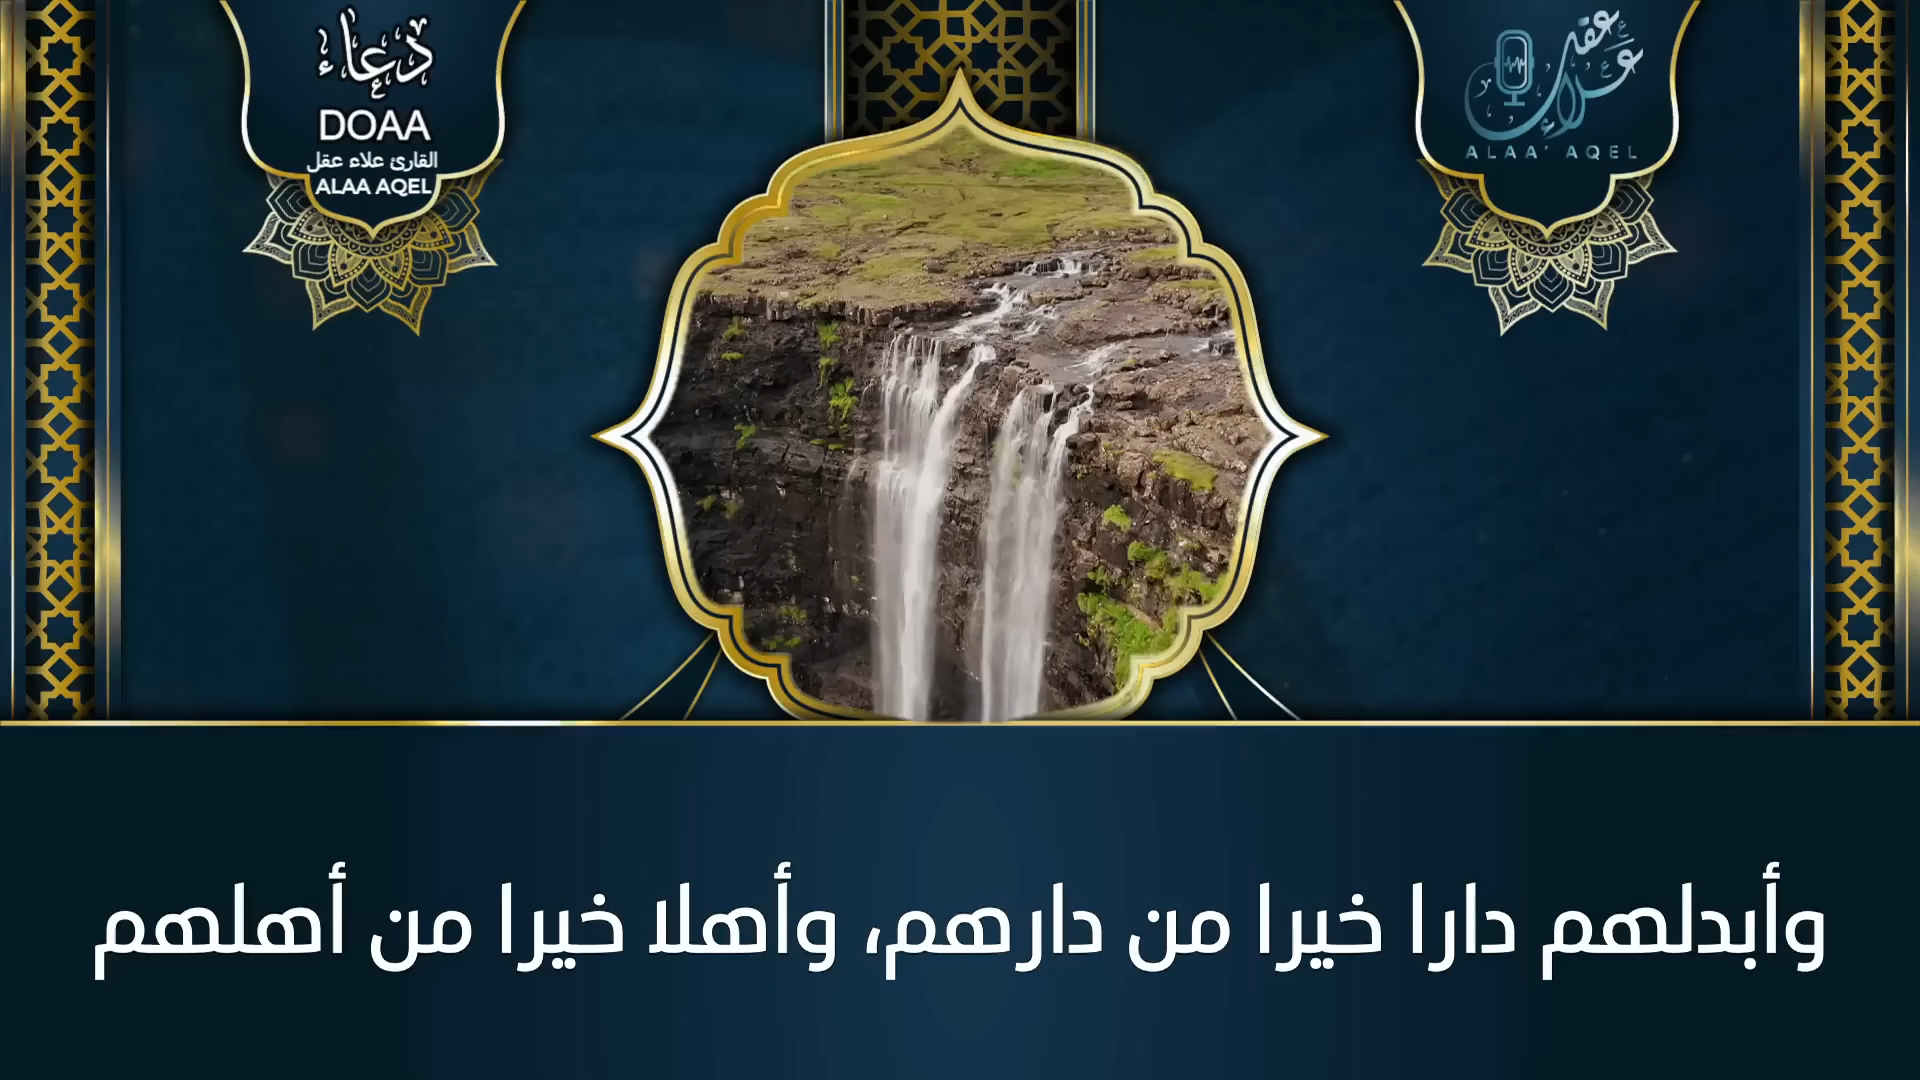 دعاء
DOAA
القارئ علاء عقل
ALAA AQEL
علاء عقل
ALAA' AQEL
وأبدلهم دارا خيرا من دارهم، وأهلا خيرا من أهلهم